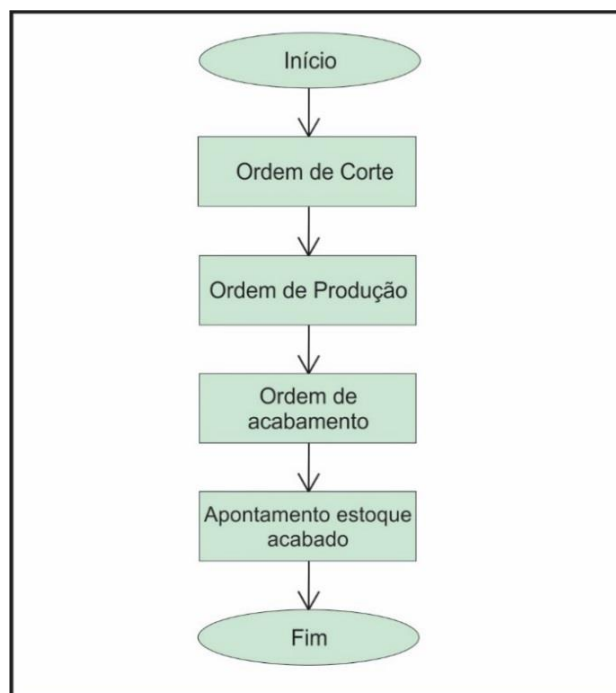 Início
Ordem de Corte
Ordem de Produção
Ordem de
acabamento
Apontamento estoque
acabado
Fim